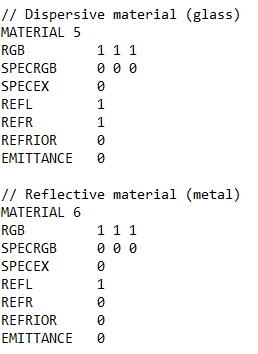 // Dispersive material (glass)
MATERIAL 5
RGB 1 1 1
SPECRGB 0 0 0
SPECEX 0
REFL 1
REFR 1
REFRIOR 0
EMITTANCE 0

// Reflective material (metal)
MATERIAL 6
RGB 1 1 1
SPECRGB 0 0 0
SPECEX 0
REFL 1
REFR 0
REFRIOR 0
EMITTANCE 0